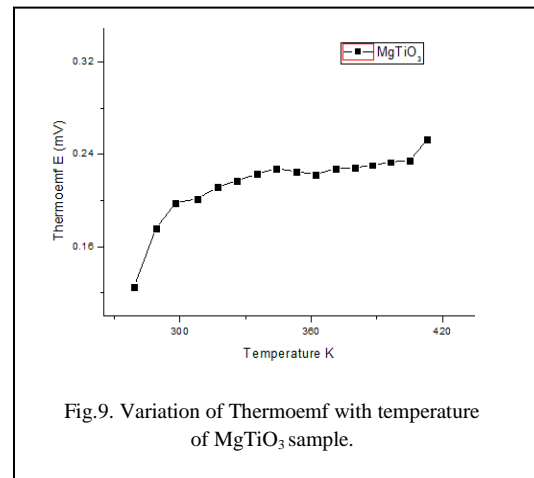 MgTiO₃
0.32
0.24
0.16
Thermoemf E (mV)
300
360
420
Temperature K
Fig.9. Variation of Thermoemf with temperature
of MgTiO₃ sample.